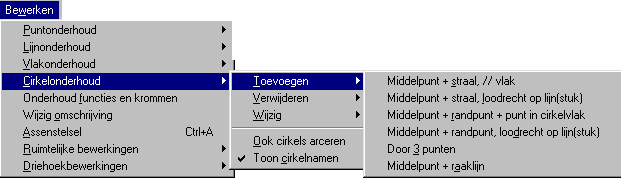 Bewerken
Puntonderhoud
Lijnonderhoud
Vlakonderhoud
Cirkelonderhoud
Onderhoud functies en krommen
Wijzig omschrijving
Assenstelsel Ctrl+A
Ruimtelijke bewerkingen
Driehoekbewerkingen
Toevoegen
Verwijderen
Wijzig
Ook cirkels arceren
Toon cirkelnamen
Middelpunt + straal, // vlak
Middelpunt + straal, loodrecht op lijn(stuk)
Middelpunt + randpunt + punt in cirkelvlak
Middelpunt + randpunt, loodrecht op lijn(stuk)
Door 3 punten
Middelpunt + raaklijn